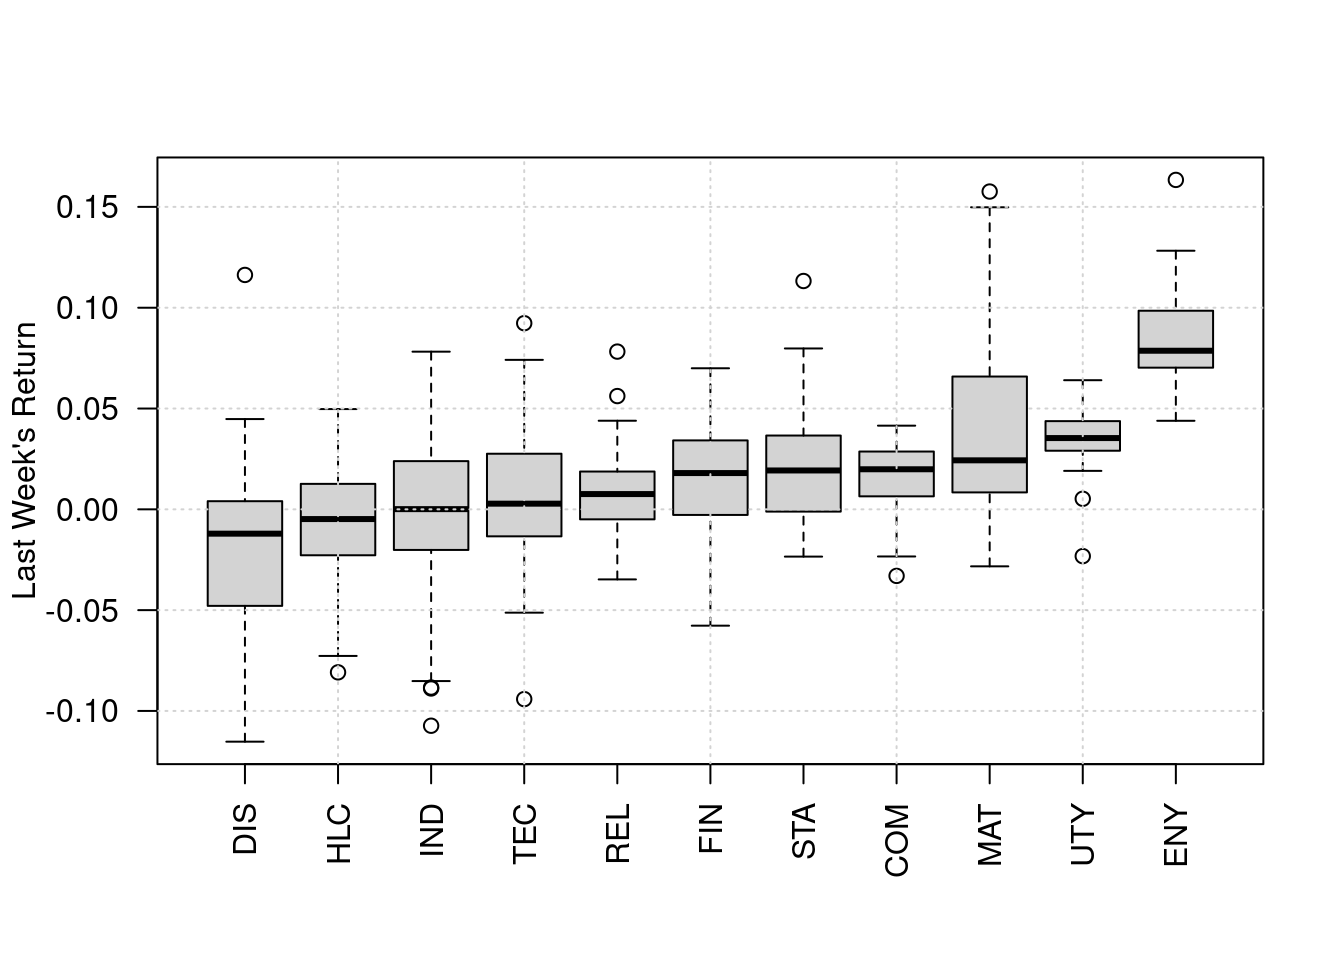 Last Week's Return
0.15
0.10
0.05
0.00
-0.05
-0.10
DIS
HLC
IND
TEC
REL
FIN
STA
COM
MAT
UTY
ENY